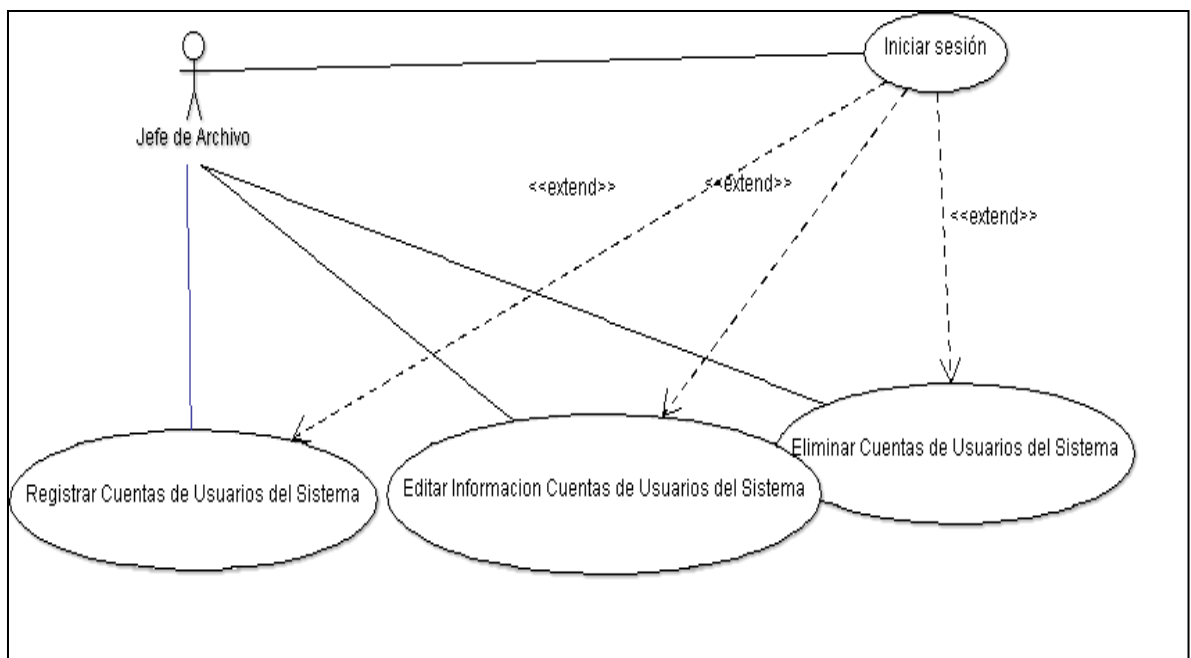 Iniciar sesión
Jefe de Archivo
<<extend>>
<<extend>>
<<extend>>
Eliminar Cuentas de Usuarios del Sistema
Registrar Cuentas de Usuarios del Sistema
Editar Informacion Cuentas de Usuarios del Sistema